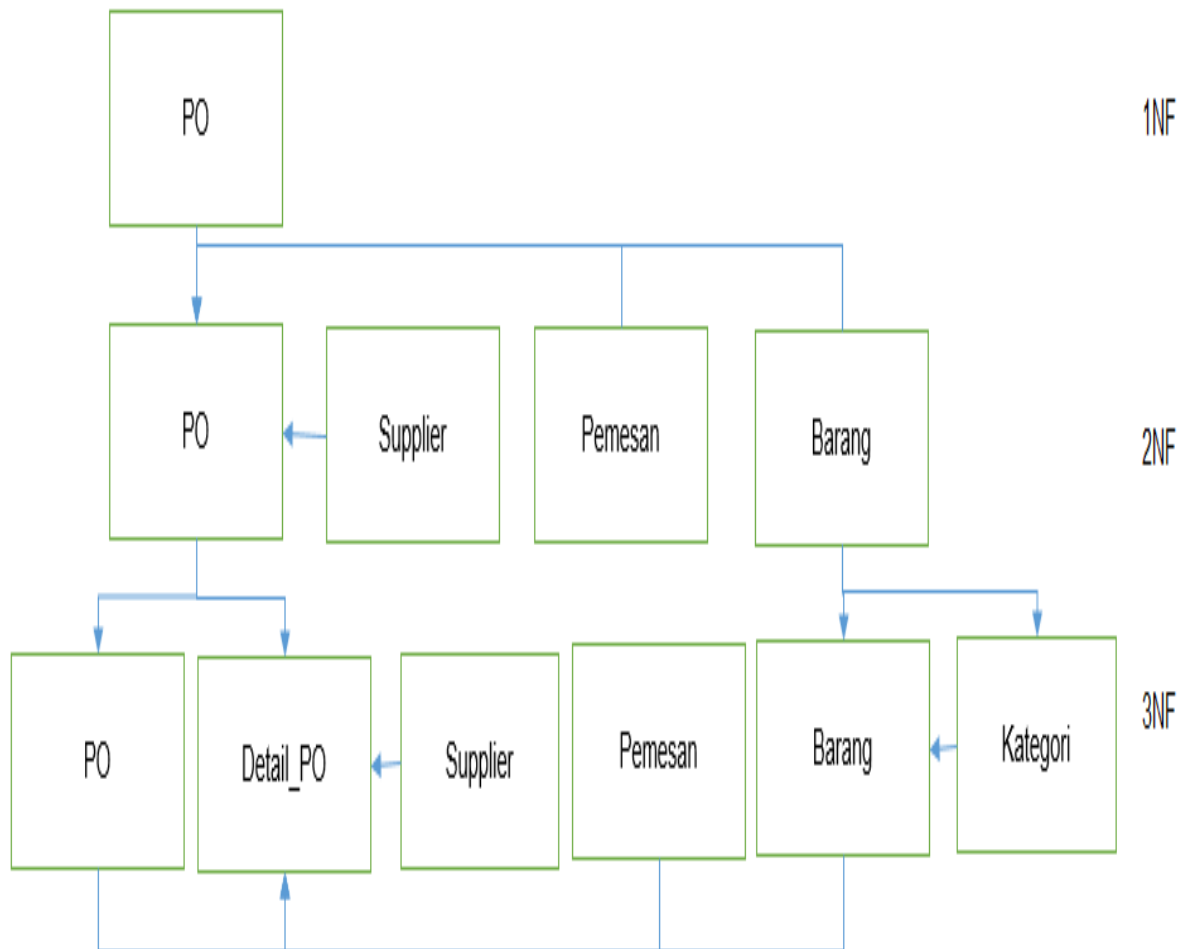 PO
1NF
PO
Supplier
Pemesan
Barang
2NF
PO
Detail_PO
Supplier
Pemesan
Barang
Kategori
3NF